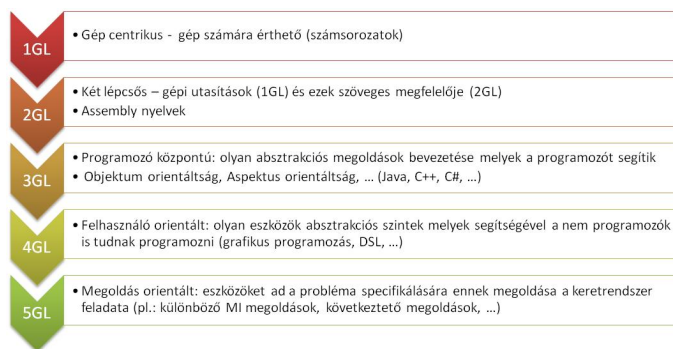 1GL
• Gép centrikus - gép számára érthető (számsorozatok)
2GL
• Két lépcsős – gépi utasítások (1GL) és ezek szöveges megfelelője (2GL)
• Assembly nyelvek
3GL
• Programozó központú: olyan absztrakciós megoldások bevezetése melyek a programozót segítik
• Objektum orientáltság, Aspektus orientáltság, ... (Java, C++, C#, ...)
4GL
• Felhasználó orientált: olyan eszközök absztrakciós szintek melyek segítségével a nem programozók
is tudnak programozni (grafikus programozás, DSL, ...)
5GL
• Megoldás orientált: eszközöket ad a probléma specifikálására ennek megoldása a keretrendszer
feladata (pl.: különböző MI megoldások, következtető megoldások, ...)